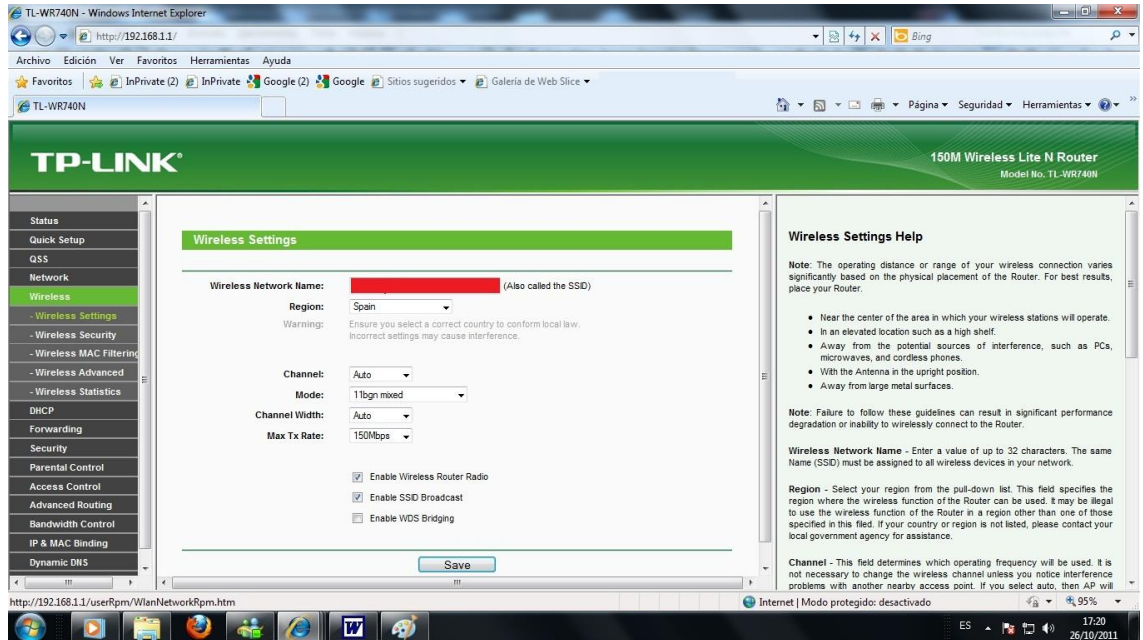 TL-WR740N - Windows Internet Explorer
http://192.168.1.1/
Bing
Archivo Edición Ver Favoritos Herramientas Ayuda
Favoritos InPrivate (2) InPrivate Google (2) Google Sitios sugeridos Galería de Web Slice
TL-WR740N
Página Seguridad Herramientas
TP-LINK®
150M Wireless Lite N Router
Model No. TL-WR740N
Status
Quick Setup
QSS
Network
Wireless
- Wireless Settings
- Wireless Security
- Wireless MAC Filtering
- Wireless Advanced
- Wireless Statistics
DHCP
Forwarding
Security
Parental Control
Access Control
Advanced Routing
Bandwidth Control
IP & MAC Binding
Dynamic DNS
Wireless Settings
Wireless Network Name: (Also called the SSID)
Region: Spain
Warning: Ensure you select a correct country to conform local law.
Incorrect settings may cause interference.
Channel: Auto
Mode: 11bgn mixed
Channel Width: Auto
Max Tx Rate: 150Mbps
Enable Wireless Router Radio
Enable SSID Broadcast
Enable WDS Bridging
Save
Wireless Settings Help
Note: The operating distance or range of your wireless connection varies
significantly based on the physical placement of the Router. For best results,
place your Router.
• Near the center of the area in which your wireless stations will operate.
• In an elevated location such as a high shelf.
• Away from the potential sources of interference, such as PCs,
microwaves, and cordless phones.
• With the Antenna in the upright position.
• Away from large metal surfaces.
Note: Failure to follow these guidelines can result in significant performance
degradation or inability to wirelessly connect to the Router.
Wireless Network Name - Enter a value of up to 32 characters. The same
Name (SSID) must be assigned to all wireless devices in your network.
Region - Select your region from the pull-down list. This field specifies the
region where the wireless function of the Router can be used. It may be illegal
to use the wireless function of the Router in a region other than one of those
specified in this filed. If your country or region is not listed, please contact your
local government agency for assistance.
Channel - This field determines which operating frequency will be used. It is
not necessary to change the wireless channel unless you notice interference
problems with another nearby access point. If you select auto, then AP will
http://192.168.1.1/userRpm/WlanNetworkRpm.htm
Internet | Modo protegido: desactivado
95%
ES
17:20
26/10/2011